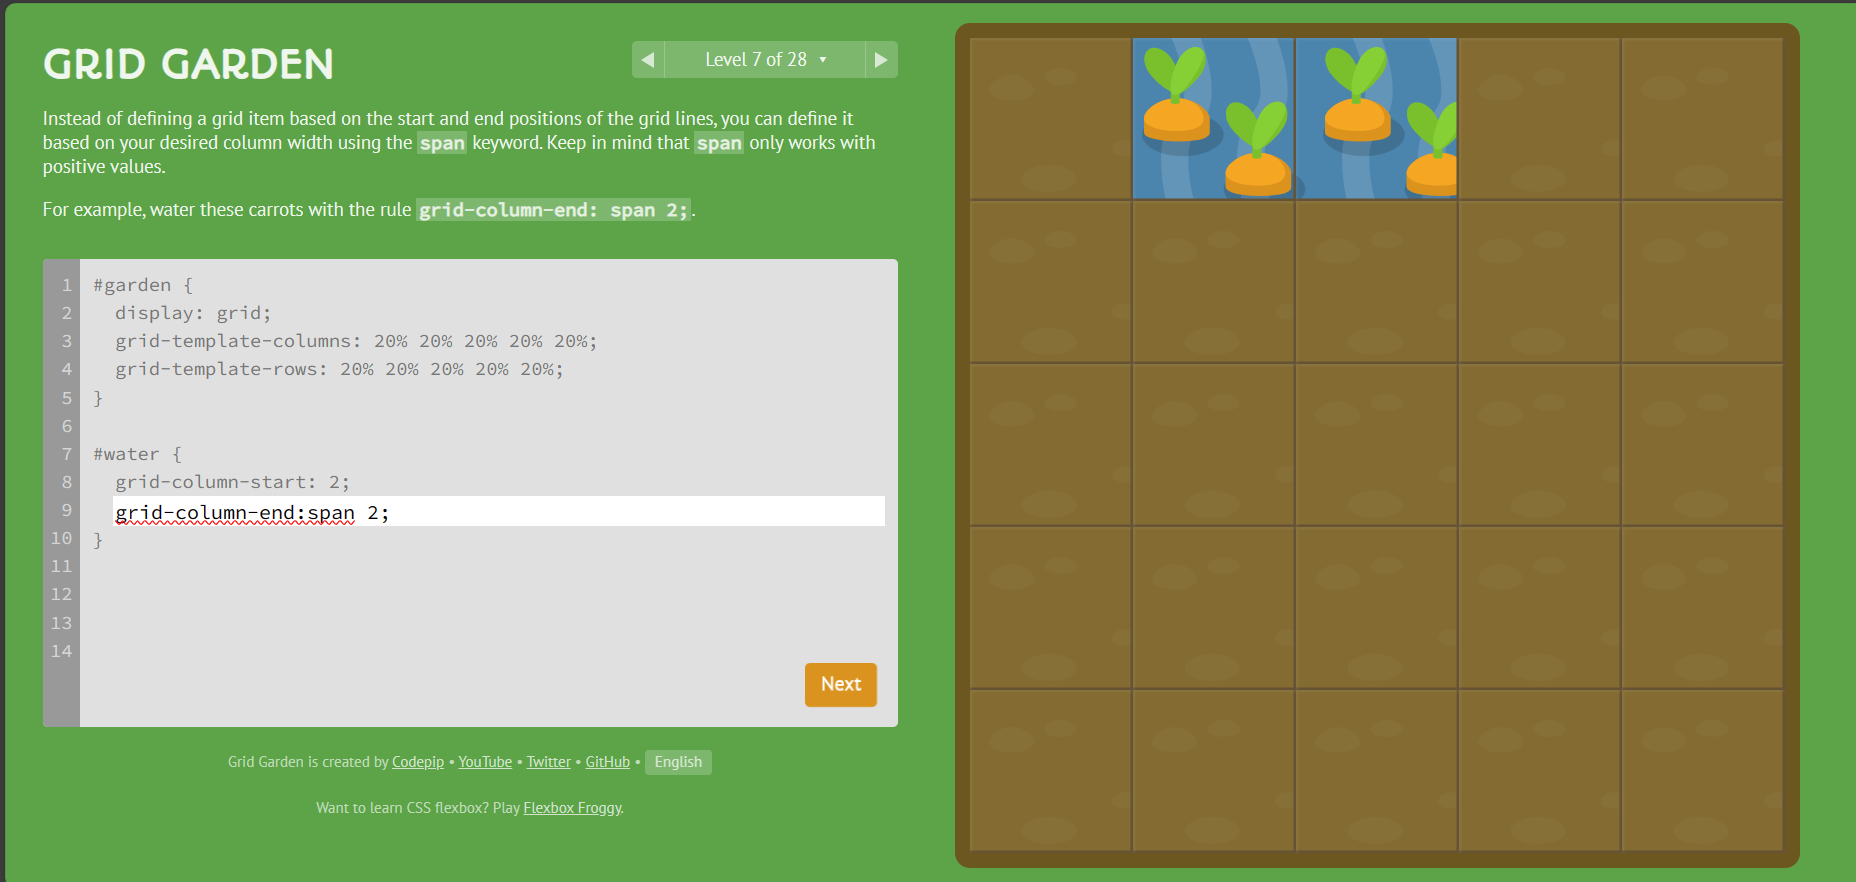 GRID GARDEN
◀ Level 7 of 28 ▼ ▶
Instead of defining a grid item based on the start and end positions of the grid lines, you can define it
based on your desired column width using the span keyword. Keep in mind that span only works with
positive values.
For example, water these carrots with the rule grid-column-end: span 2;.
1 #garden {
2 display: grid;
3 grid-template-columns: 20% 20% 20% 20% 20%;
4 grid-template-rows: 20% 20% 20% 20% 20%;
5 }
6
7 #water {
8 grid-column-start: 2;
9 grid-column-end:span 2;
10 }
11
12
13
14
Next
Grid Garden is created by Codepip • YouTube • Twitter • GitHub • English
Want to learn CSS flexbox? Play Flexbox Froggy.